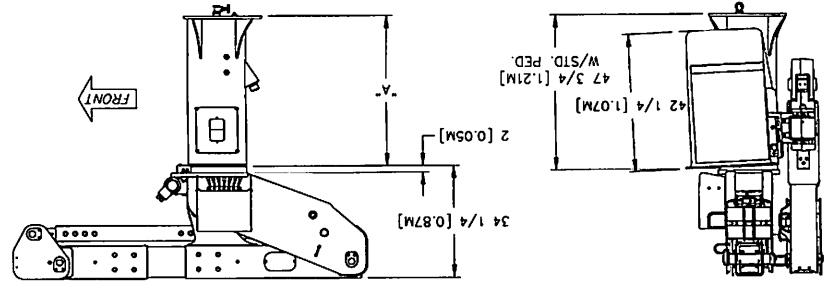 34 1/4 [0.87M]
2 [0.05M]
"A"
FRONT
42 1/4 [1.07M]
47 3/4 [1.21M]
W/STD. PED.